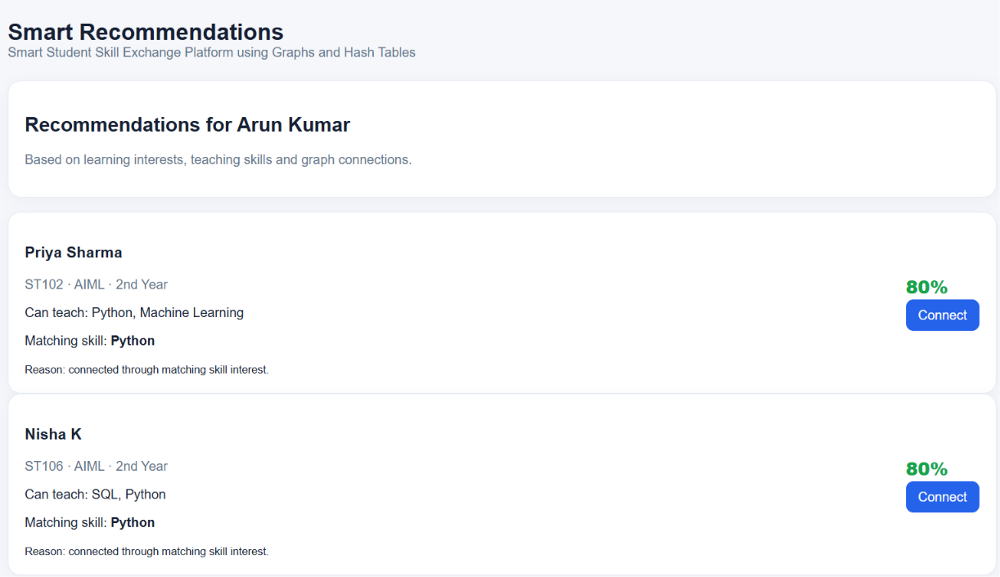 Smart Recommendations
Smart Student Skill Exchange Platform using Graphs and Hash Tables
Recommendations for Arun Kumar
Based on learning interests, teaching skills and graph connections.
Priya Sharma
ST102 · AIML · 2nd Year
Can teach: Python, Machine Learning
Matching skill: Python
Reason: connected through matching skill interest.
80%
Connect
Nisha K
ST106 · AIML · 2nd Year
Can teach: SQL, Python
Matching skill: Python
Reason: connected through matching skill interest.
80%
Connect